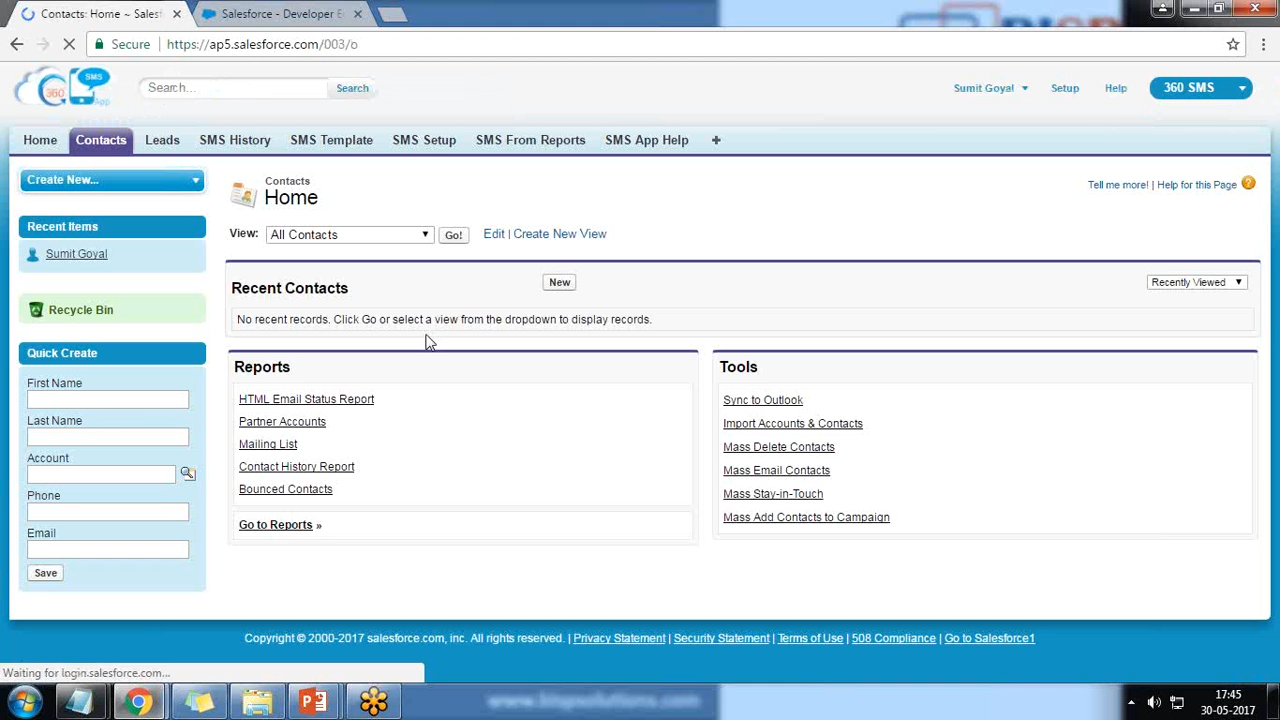 Contacts: Home ~ Salesf
Salesforce - Developer E
Secure https://ap5.salesforce.com/003/o
360 SMS App
Search...
Search
Sumit Goyal
Setup
Help
360 SMS
Home
Contacts
Leads
SMS History
SMS Template
SMS Setup
SMS From Reports
SMS App Help
+
Create New...
Recent Items
Sumit Goyal
Recycle Bin
Quick Create
First Name
Last Name
Account
Phone
Email
Save
Contacts
Home
Tell me more! | Help for this Page
View:
All Contacts
Go!
Edit | Create New View
Recent Contacts
New
Recently Viewed
No recent records. Click Go or select a view from the dropdown to display records.
Reports
HTML Email Status Report
Partner Accounts
Mailing List
Contact History Report
Bounced Contacts
Go to Reports »
Tools
Sync to Outlook
Import Accounts & Contacts
Mass Delete Contacts
Mass Email Contacts
Mass Stay-in-Touch
Mass Add Contacts to Campaign
Copyright © 2000-2017 salesforce.com, inc. All rights reserved. | Privacy Statement | Security Statement | Terms of Use | 508 Compliance | Go to Salesforce1
Waiting for login.salesforce.com...
www.bispsolutions.com
17:45
30-05-2017